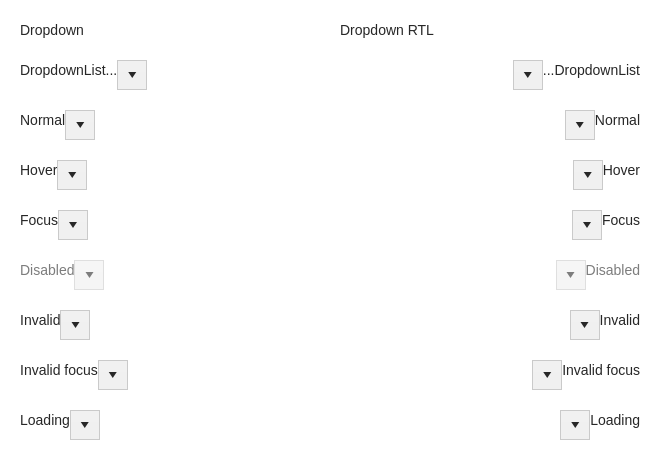 Dropdown Dropdown RTL
DropdownList... ...DropdownList
Normal Normal
Hover Hover
Focus Focus
Disabled Disabled
Invalid Invalid
Invalid focus Invalid focus
Loading Loading